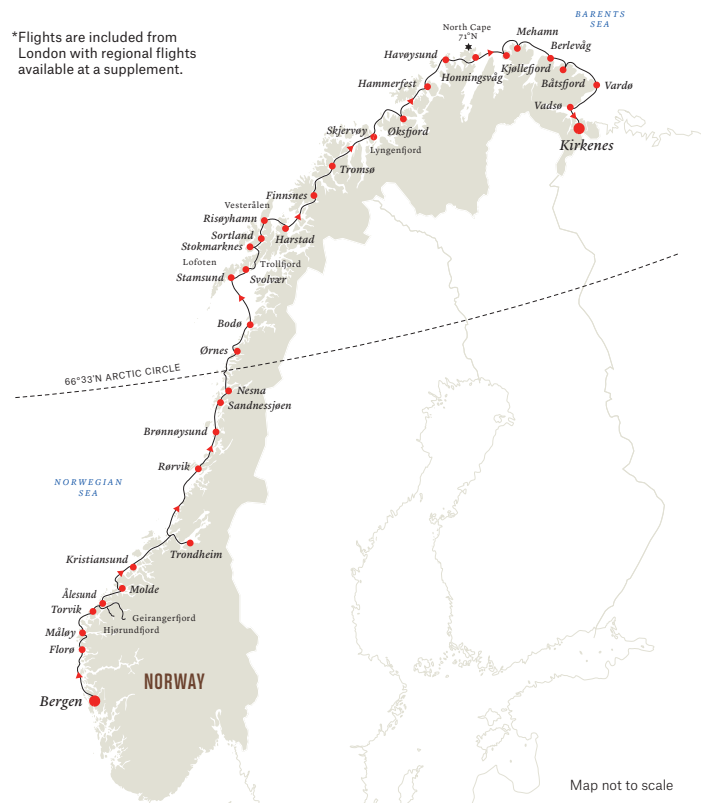 BARENTS
SEA
*Flights are included from
London with regional flights
available at a supplement.
North Cape
71°N
Mehamn
Berlevåg
Havøysund
Kjøllefjord
Honningsvåg
Båtsfjord
Hammerfest
Vardø
Vadsø
Kirkenes
Skjervøy
Øksfjord
Lyngenfjord
Tromsø
Finnsnes
Vesterålen
Risøyhamn
Sortland
Harstad
Stokmarknes
Lofoten
Trollfjord
Stamsund
Svolvær
Bodø
Ørnes
66°33'N ARCTIC CIRCLE
Nesna
Sandnessjøen
Brønnøysund
Rørvik
NORWEGIAN
SEA
Trondheim
Kristiansund
Molde
Ålesund
Torvik
Geirangerfjord
Hjørundfjord
Måløy
Florø
NORWAY
Bergen
Map not to scale